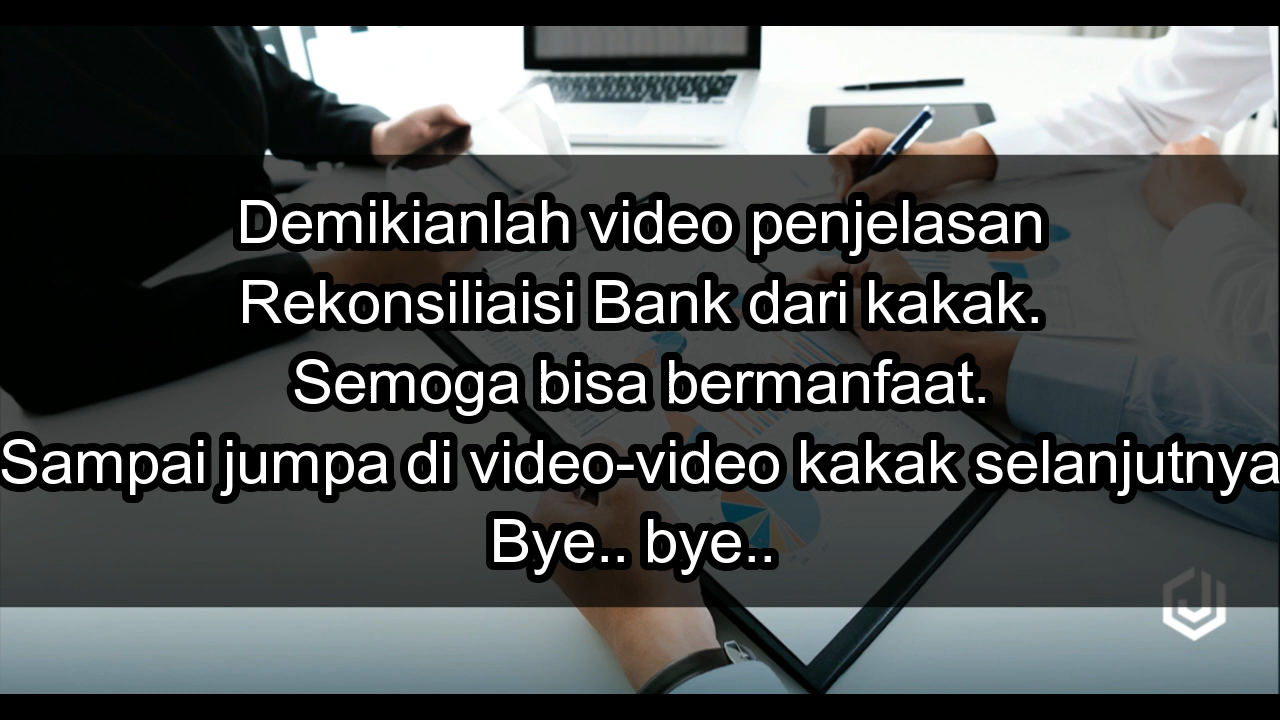 Demikianlah video penjelasan
Rekonsiliaisi Bank dari kakak.
Semoga bisa bermanfaat.
Sampai jumpa di video-video kakak selanjutnya
Bye.. bye..